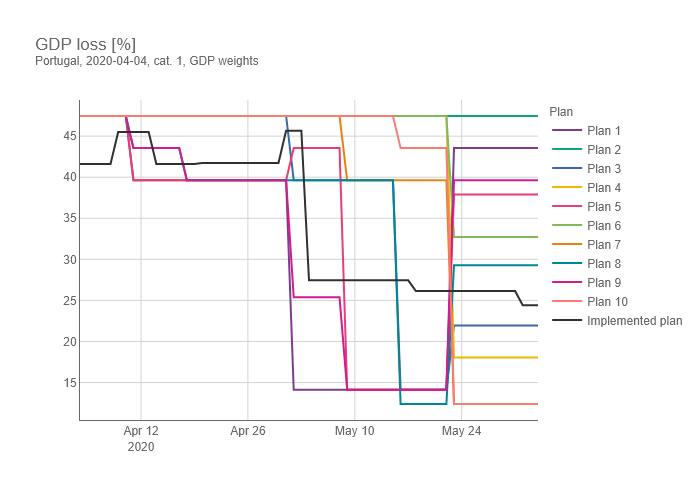 GDP loss [%]
Portugal, 2020-04-04, cat. 1, GDP weights
Plan
Plan 1
Plan 2
Plan 3
Plan 4
Plan 5
Plan 6
Plan 7
Plan 8
Plan 9
Plan 10
Implemented plan
45
40
35
30
25
20
15
Apr 12
2020
Apr 26
May 10
May 24